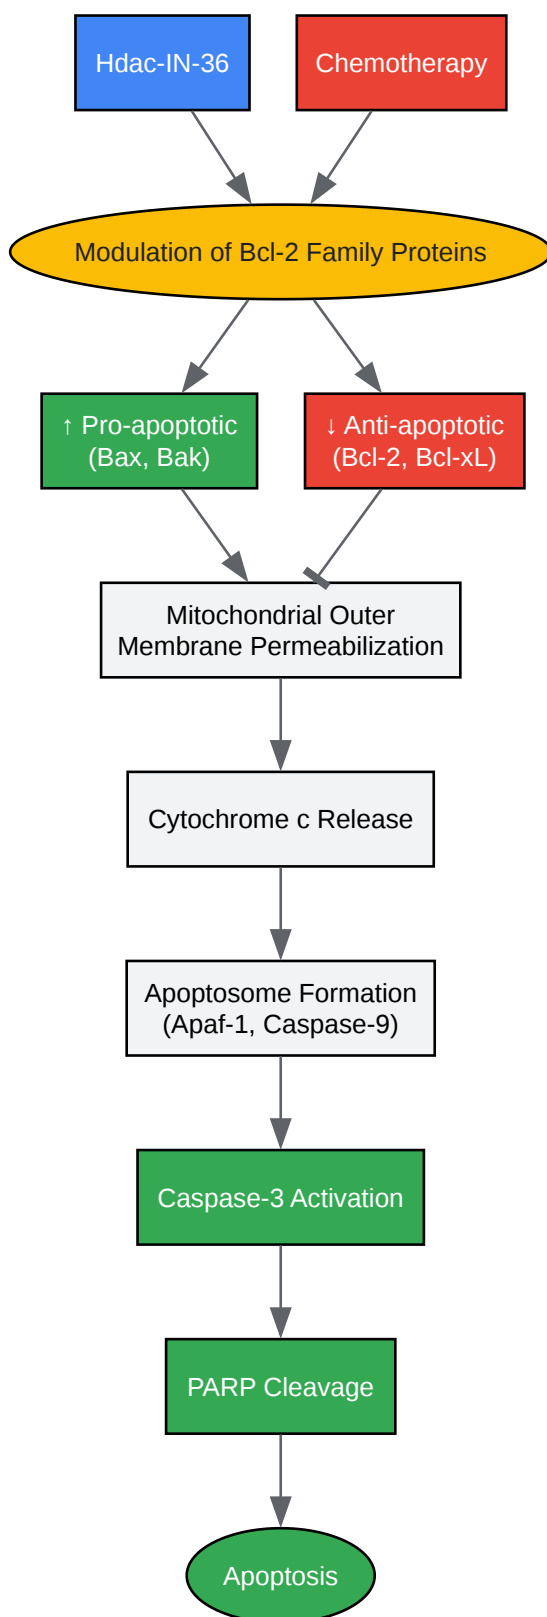 Hdac-IN-36
Chemotherapy
Modulation of Bcl-2 Family Proteins
↑ Pro-apoptotic
(Bax, Bak)
↓ Anti-apoptotic
(Bcl-2, Bcl-xL)
Mitochondrial Outer
Membrane Permeabilization
Cytochrome c Release
Apoptosome Formation
(Apaf-1, Caspase-9)
Caspase-3 Activation
PARP Cleavage
Apoptosis